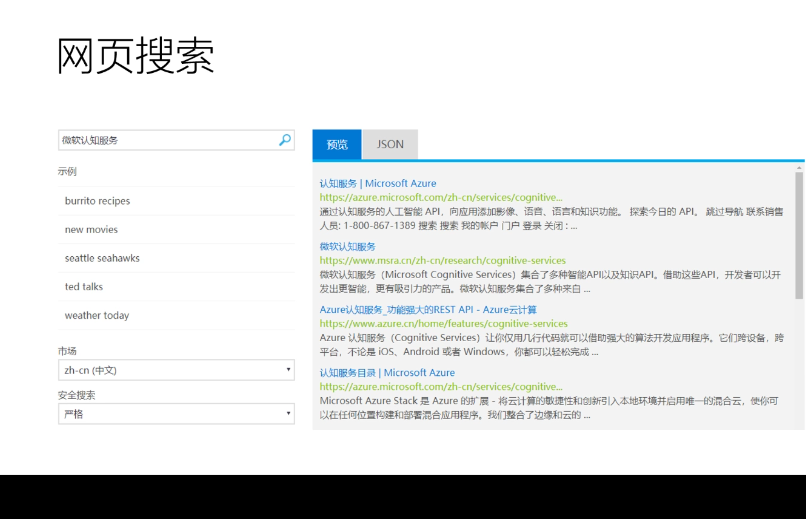 网页搜索
微软认知服务
示例
burrito recipes
new movies
seattle seahawks
ted talks
weather today
市场
zh-cn (中文)
安全搜索
严格
预览
JSON
认知服务 | Microsoft Azure
https://azure.microsoft.com/zh-cn/services/cognitive...
通过认知服务的人工智能 API，向应用添加影像、语音、语言和知识功能。 探索今日的 API。 跳过导航 联系销售
人员: 1-800-867-1389 搜索 搜索 我的帐户 门户 登录 关闭 : ...
微软认知服务
https://www.msra.cn/zh-cn/research/cognitive-services
微软认知服务（Microsoft Cognitive Services）集合了多种智能API以及知识API。借助这些API，开发者可以开
发出更智能，更有吸引力的产品。微软认知服务集合了多种来自 ...
Azure认知服务_功能强大的REST API - Azure云计算
https://www.azure.cn/home/features/cognitive-services
Azure 认知服务（Cognitive Services）让你仅用几行代码就可以借助强大的算法开发应用程序。它们跨设备，跨
平台，不论是 iOS、Android 或者 Windows，你都可以轻松完成 ...
认知服务目录 | Microsoft Azure
https://azure.microsoft.com/zh-cn/services/cognitive...
Microsoft Azure Stack 是 Azure 的扩展 - 将云计算的敏捷性和创新引入本地环境并启用唯一的混合云，使你可
以在任何位置构建和部署混合应用程序。我们整合了边缘和云的 ...